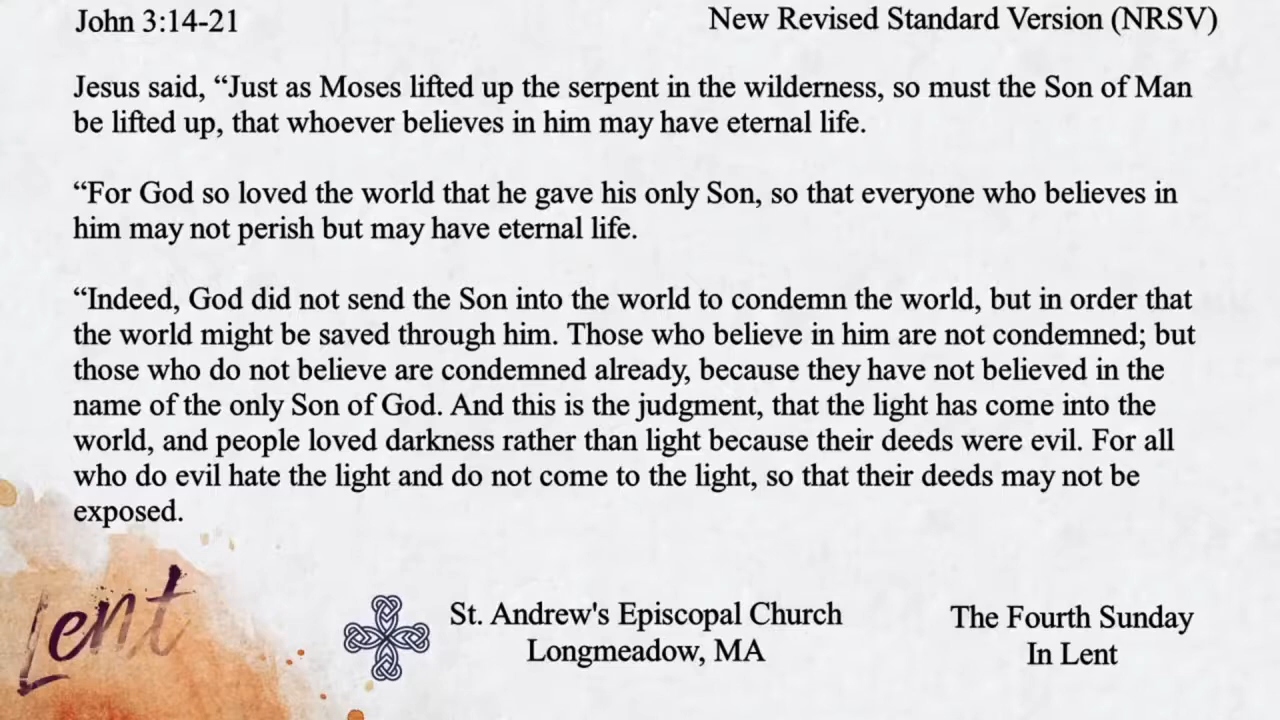 John 3:14-21
New Revised Standard Version (NRSV)
Jesus said, “Just as Moses lifted up the serpent in the wilderness, so must the Son of Man
be lifted up, that whoever believes in him may have eternal life.
“For God so loved the world that he gave his only Son, so that everyone who believes in
him may not perish but may have eternal life.
“Indeed, God did not send the Son into the world to condemn the world, but in order that
the world might be saved through him. Those who believe in him are not condemned; but
those who do not believe are condemned already, because they have not believed in the
name of the only Son of God. And this is the judgment, that the light has come into the
world, and people loved darkness rather than light because their deeds were evil. For all
who do evil hate the light and do not come to the light, so that their deeds may not be
exposed.
Lent
St. Andrew's Episcopal Church
Longmeadow, MA
The Fourth Sunday
In Lent